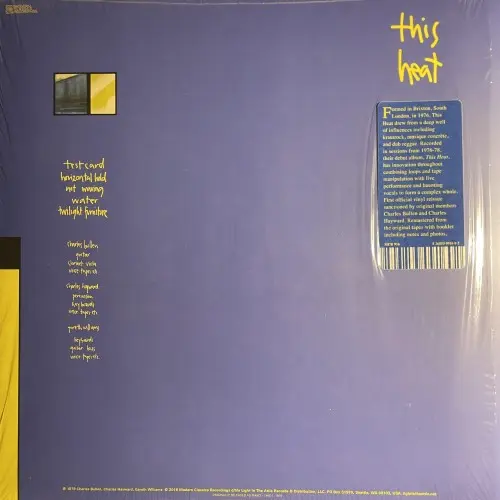 this
heat
Formed in Brixton, South
London, in 1976, This
Heat drew from a deep well
of influences including
krautrock, musique concrète,
and dub reggae. Recorded
in sessions from 1976-78,
their debut album, This Heat,
has innovation throughout
combining loops and tape
manipulation with live
performance and haunting
vocals to form a complex whole.
First official vinyl reissue
sanctioned by original members
Charles Bullen and Charles
Hayward. Remastered from
the original tapes with booklet
including notes and photos.
testcard
horizontal hold
not waving
water
twilight furniture
charles bullen
guitar
clarinet viola
voice tapes etc
charles hayward
percussion
keyboards
voice tapes etc
gareth williams
keyboards
guitar bass
voice tapes etc